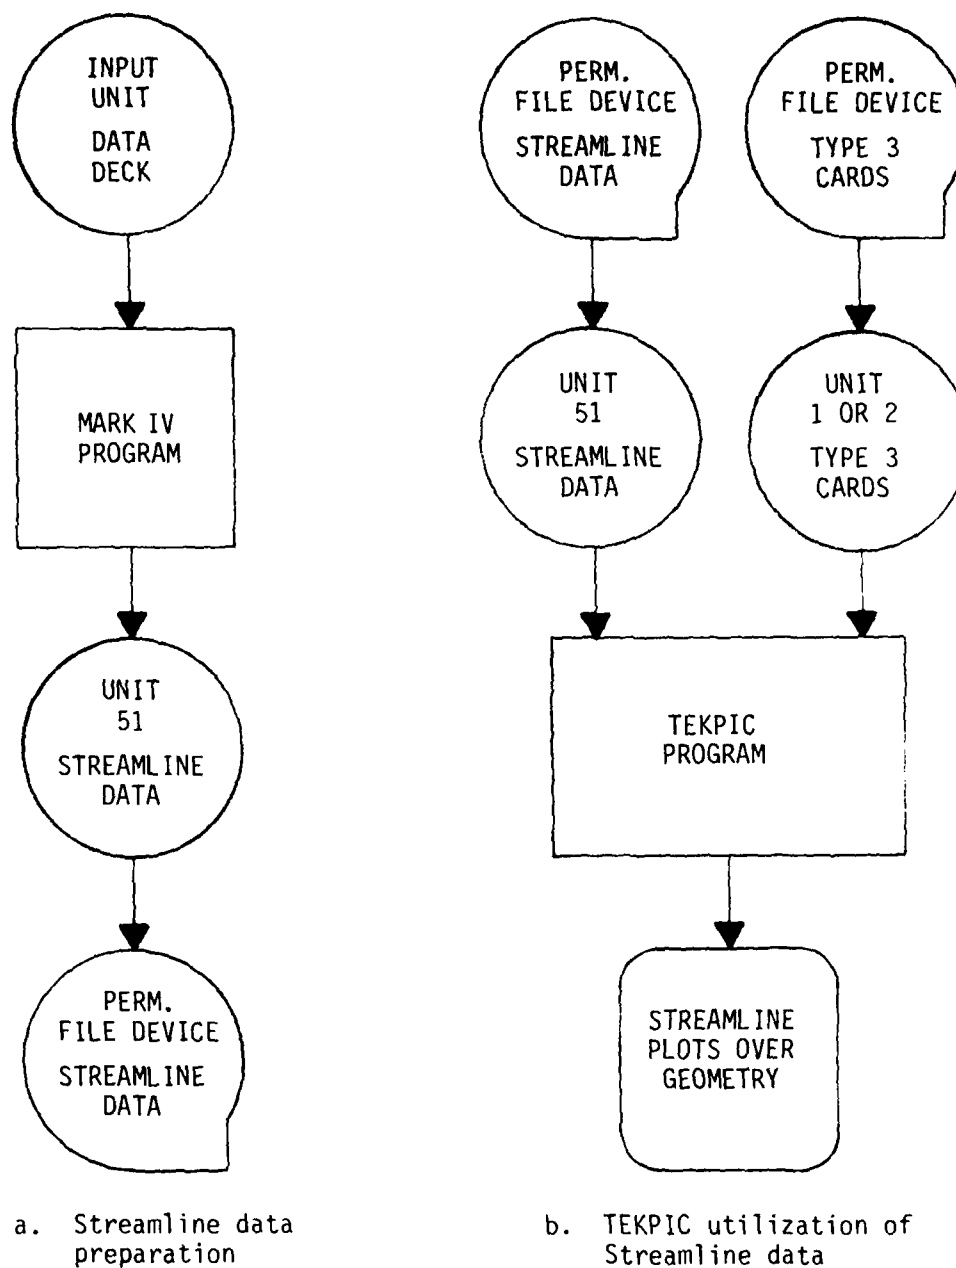 INPUT
UNIT
DATA
DECK
MARK IV
PROGRAM
UNIT
51
STREAMLINE
DATA
PERM.
FILE DEVICE
STREAMLINE
DATA
a. Streamline data
preparation
PERM.
FILE DEVICE
STREAMLINE
DATA
PERM.
FILE DEVICE
TYPE 3
CARDS
UNIT
51
STREAMLINE
DATA
UNIT
1 OR 2
TYPE 3
CARDS
TEKPIC
PROGRAM
STREAMLINE
PLOTS OVER
GEOMETRY
b. TEKPIC utilization of
Streamline data